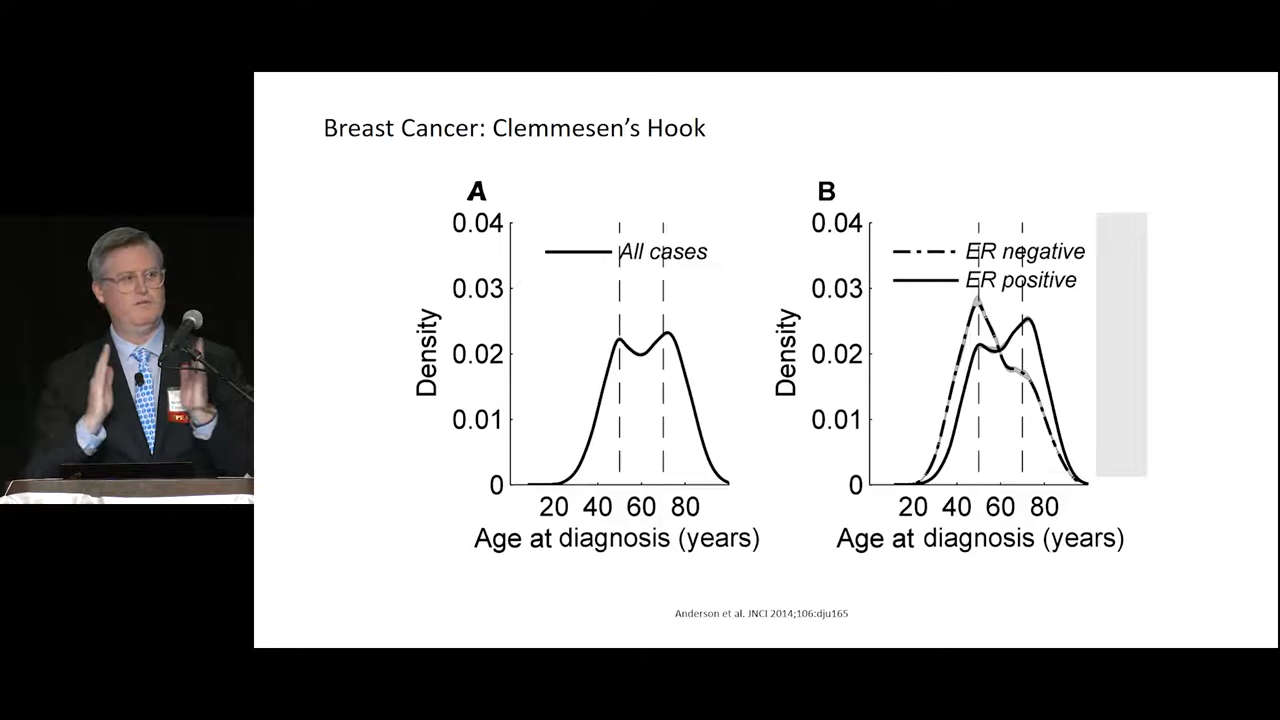 Breast Cancer: Clemmesen's Hook
A
0.04
0.03
0.02
0.01
0
Density
All cases
20 40 60 80
Age at diagnosis (years)
B
0.04
0.03
0.02
0.01
0
Density
ER negative
ER positive
20 40 60 80
Age at diagnosis (years)
Anderson et al. JNCI 2014;106:dju165